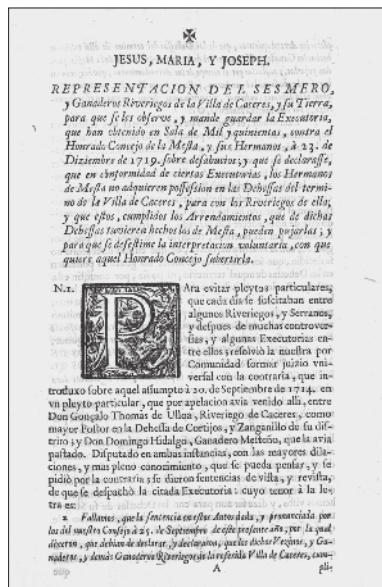 JESUS, MARIA, Y JOSEPH.
REPRESENTACION DEL SESMERO,
y Ganaderos Riveriegos de la Villa de Caceres, y su Tierra,
para que se les observe, y mande guardar la Executoria,
que han obtenido en Sala de Mil y quinientas, contra el
Honrado Concejo de la Mesta, y sus Hermanos, à 23. de
Diziembre de 1719. sobre desahucios; y que se declarasse,
que en conformidad de ciertas Executorias, los Hermanos
de Mesta no adquieren possession en las Dehessas del termi-
no de la Villa de Caceres, para con los Riveriegos de ella;
y que estos, cumplidos los Arrendamientos, que de dichas
Dehessas tuvieren hechos los de Mesta, pueden pujarlas; y
para que se desestime la interpretacion voluntaria, con que
quiere aquel Honrado Concejo subvertirla.
N.1. PAra evitar pleytos particulares,
que cada dia se suscitaban entre
algunos Riveriegos, y Serranos,
y despues de muchas controver-
sias, y algunas Executorias en-
tre ellos; resolviò la nuestra por
Comunidad formar juizio uni-
versal con la contraria, que in-
troduxo sobre aquel assumpto à 20. de Septiembre de 1714. en
vn pleyto particular, que por apelacion avia venido alli, entre
Don Gonçalo Thomàs de Ulloa, Riveriego de Caceres, como
mayor Postor en la Dehessa de Cortijos, y Zanganillo de su dis-
trito; y Don Domingo Hidalgo, Ganadero Mesteño, que la avia
pastado. Disputado en ambas instancias, con las mayores dila-
ciones, y mas pleno conocimiento, que se pueda pensar, y se
pidiò por la contraria; se dieron sentencias de vista, y revista,
de que se despachò la citada Executoria: cuyo tenor à la le-
tra es:
2 Fallamos, que la sentencia en estos Autos dada, y pronunciada por
los del nuestro Consejo à 25. de Septiembre de este presente año, por la qual
dixeron, que debian de declarar, y declararon, que los dichos Vezinos, y Ga-
naderos, y demàs Ganaderos Riveriegos de la referida Villa de Caceres, cum-
A pli-